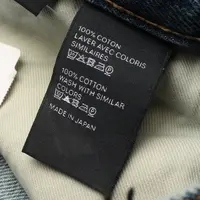 100% COTON
LAVER AVEC COLORIS
SIMILAIRES
100% COTTON
WASH WITH SIMILAR
COLORS
MADE IN JAPAN